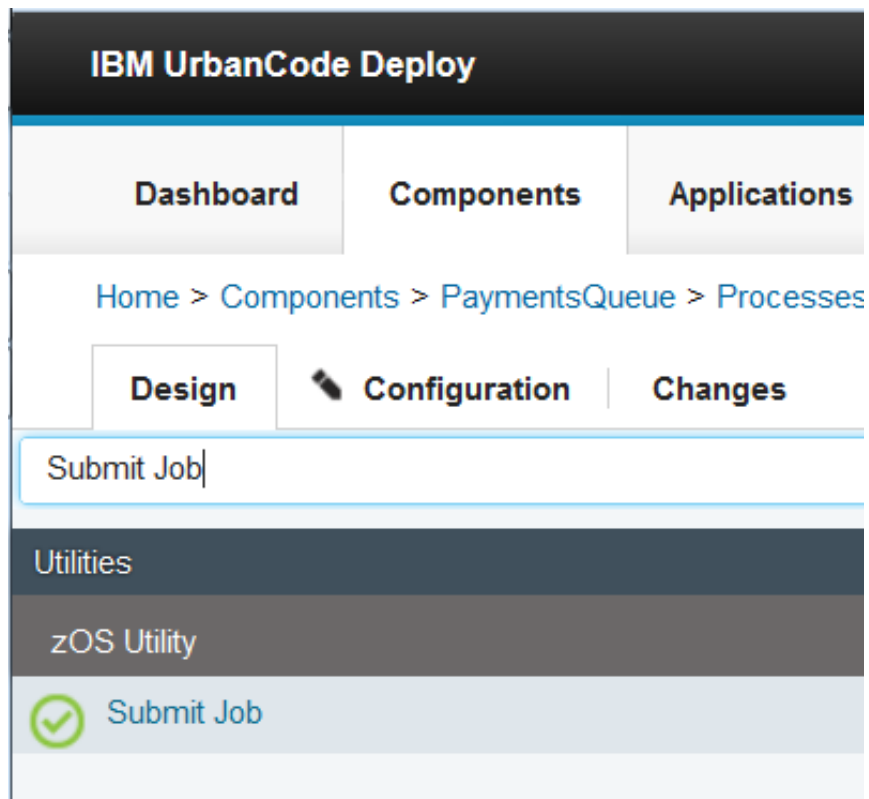 IBM UrbanCode Deploy
Dashboard Components Applications
Home > Components > PaymentsQueue > Processes
Design Configuration Changes
Submit Job
Utilities
zOS Utility
Submit Job